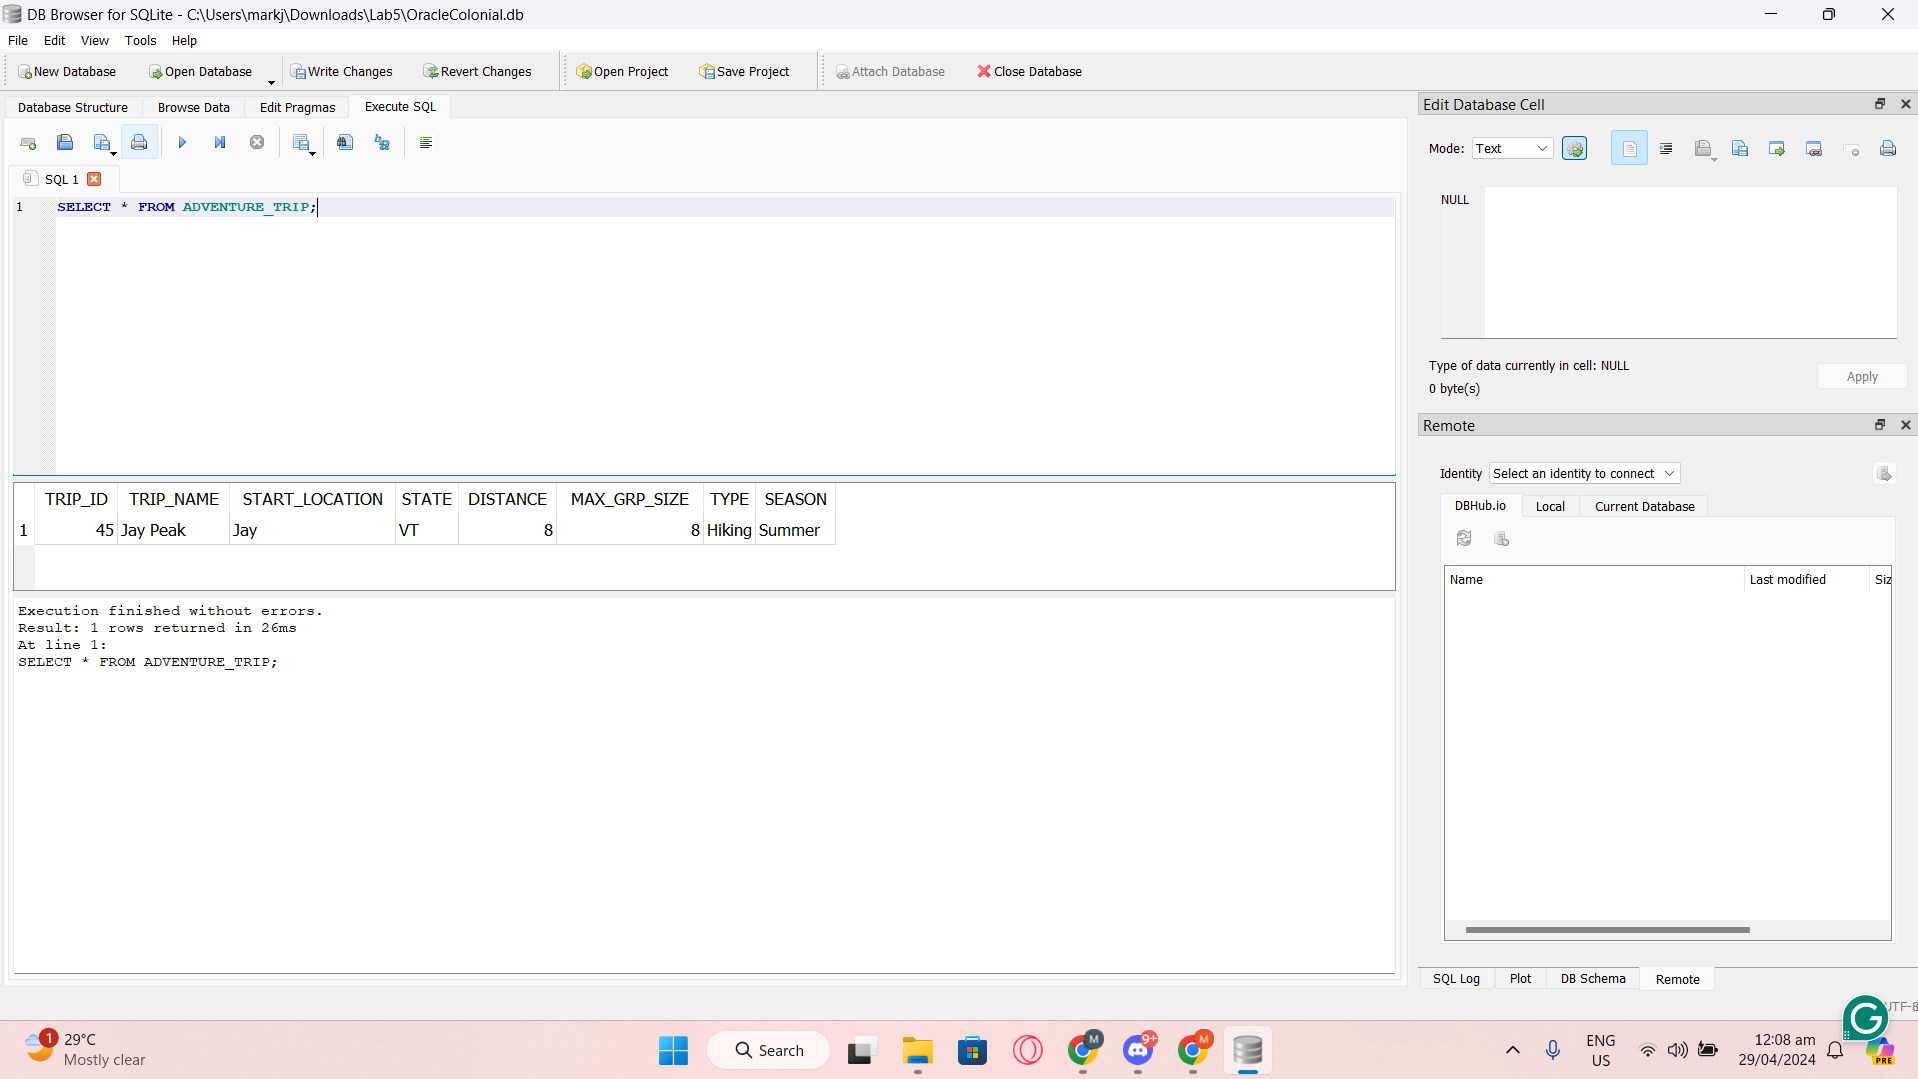 DB Browser for SQLite - C:\Users\markj\Downloads\Lab5\OracleColonial.db
File Edit View Tools Help
New Database Open Database Write Changes Revert Changes Open Project Save Project Attach Database Close Database
Database Structure Browse Data Edit Pragmas Execute SQL
SQL 1
1 SELECT * FROM ADVENTURE_TRIP;
TRIP_ID TRIP_NAME START_LOCATION STATE DISTANCE MAX_GRP_SIZE TYPE SEASON
1 45 Jay Peak Jay VT 8 8 Hiking Summer
Execution finished without errors.
Result: 1 rows returned in 26ms
At line 1:
SELECT * FROM ADVENTURE_TRIP;
Edit Database Cell
Mode: Text
NULL
Type of data currently in cell: NULL
0 byte(s)
Apply
Remote
Identity Select an identity to connect
DBHub.io Local Current Database
Name Last modified Siz
SQL Log Plot DB Schema Remote
UTF-8
1 29°C
Mostly clear
Search
M
9+
M
ENG
US
12:08 am
29/04/2024
G
PRE